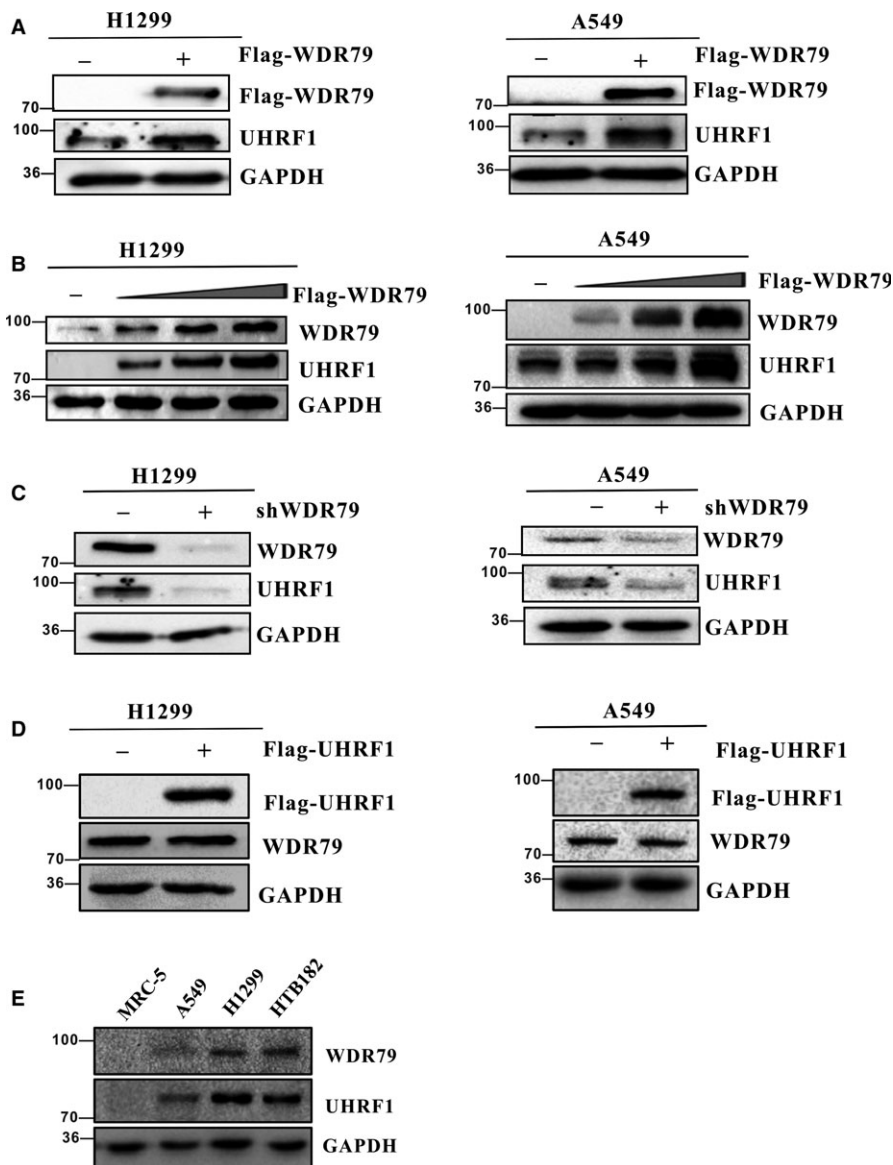 A
H1299
− + Flag-WDR79
70 Flag-WDR79
100 UHRF1
36 GAPDH
A549
− + Flag-WDR79
70 Flag-WDR79
100 UHRF1
36 GAPDH
B
H1299
− Flag-WDR79
100 WDR79
70 UHRF1
36 GAPDH
A549
− Flag-WDR79
100 WDR79
70 UHRF1
36 GAPDH
C
H1299
− + shWDR79
70 WDR79
100 UHRF1
36 GAPDH
A549
− + shWDR79
70 WDR79
100 UHRF1
36 GAPDH
D
H1299
− + Flag-UHRF1
100 Flag-UHRF1
70 WDR79
36 GAPDH
A549
− + Flag-UHRF1
100 Flag-UHRF1
70 WDR79
36 GAPDH
E
MRC-5 A549 H1299 HTB182
100 WDR79
70 UHRF1
36 GAPDH